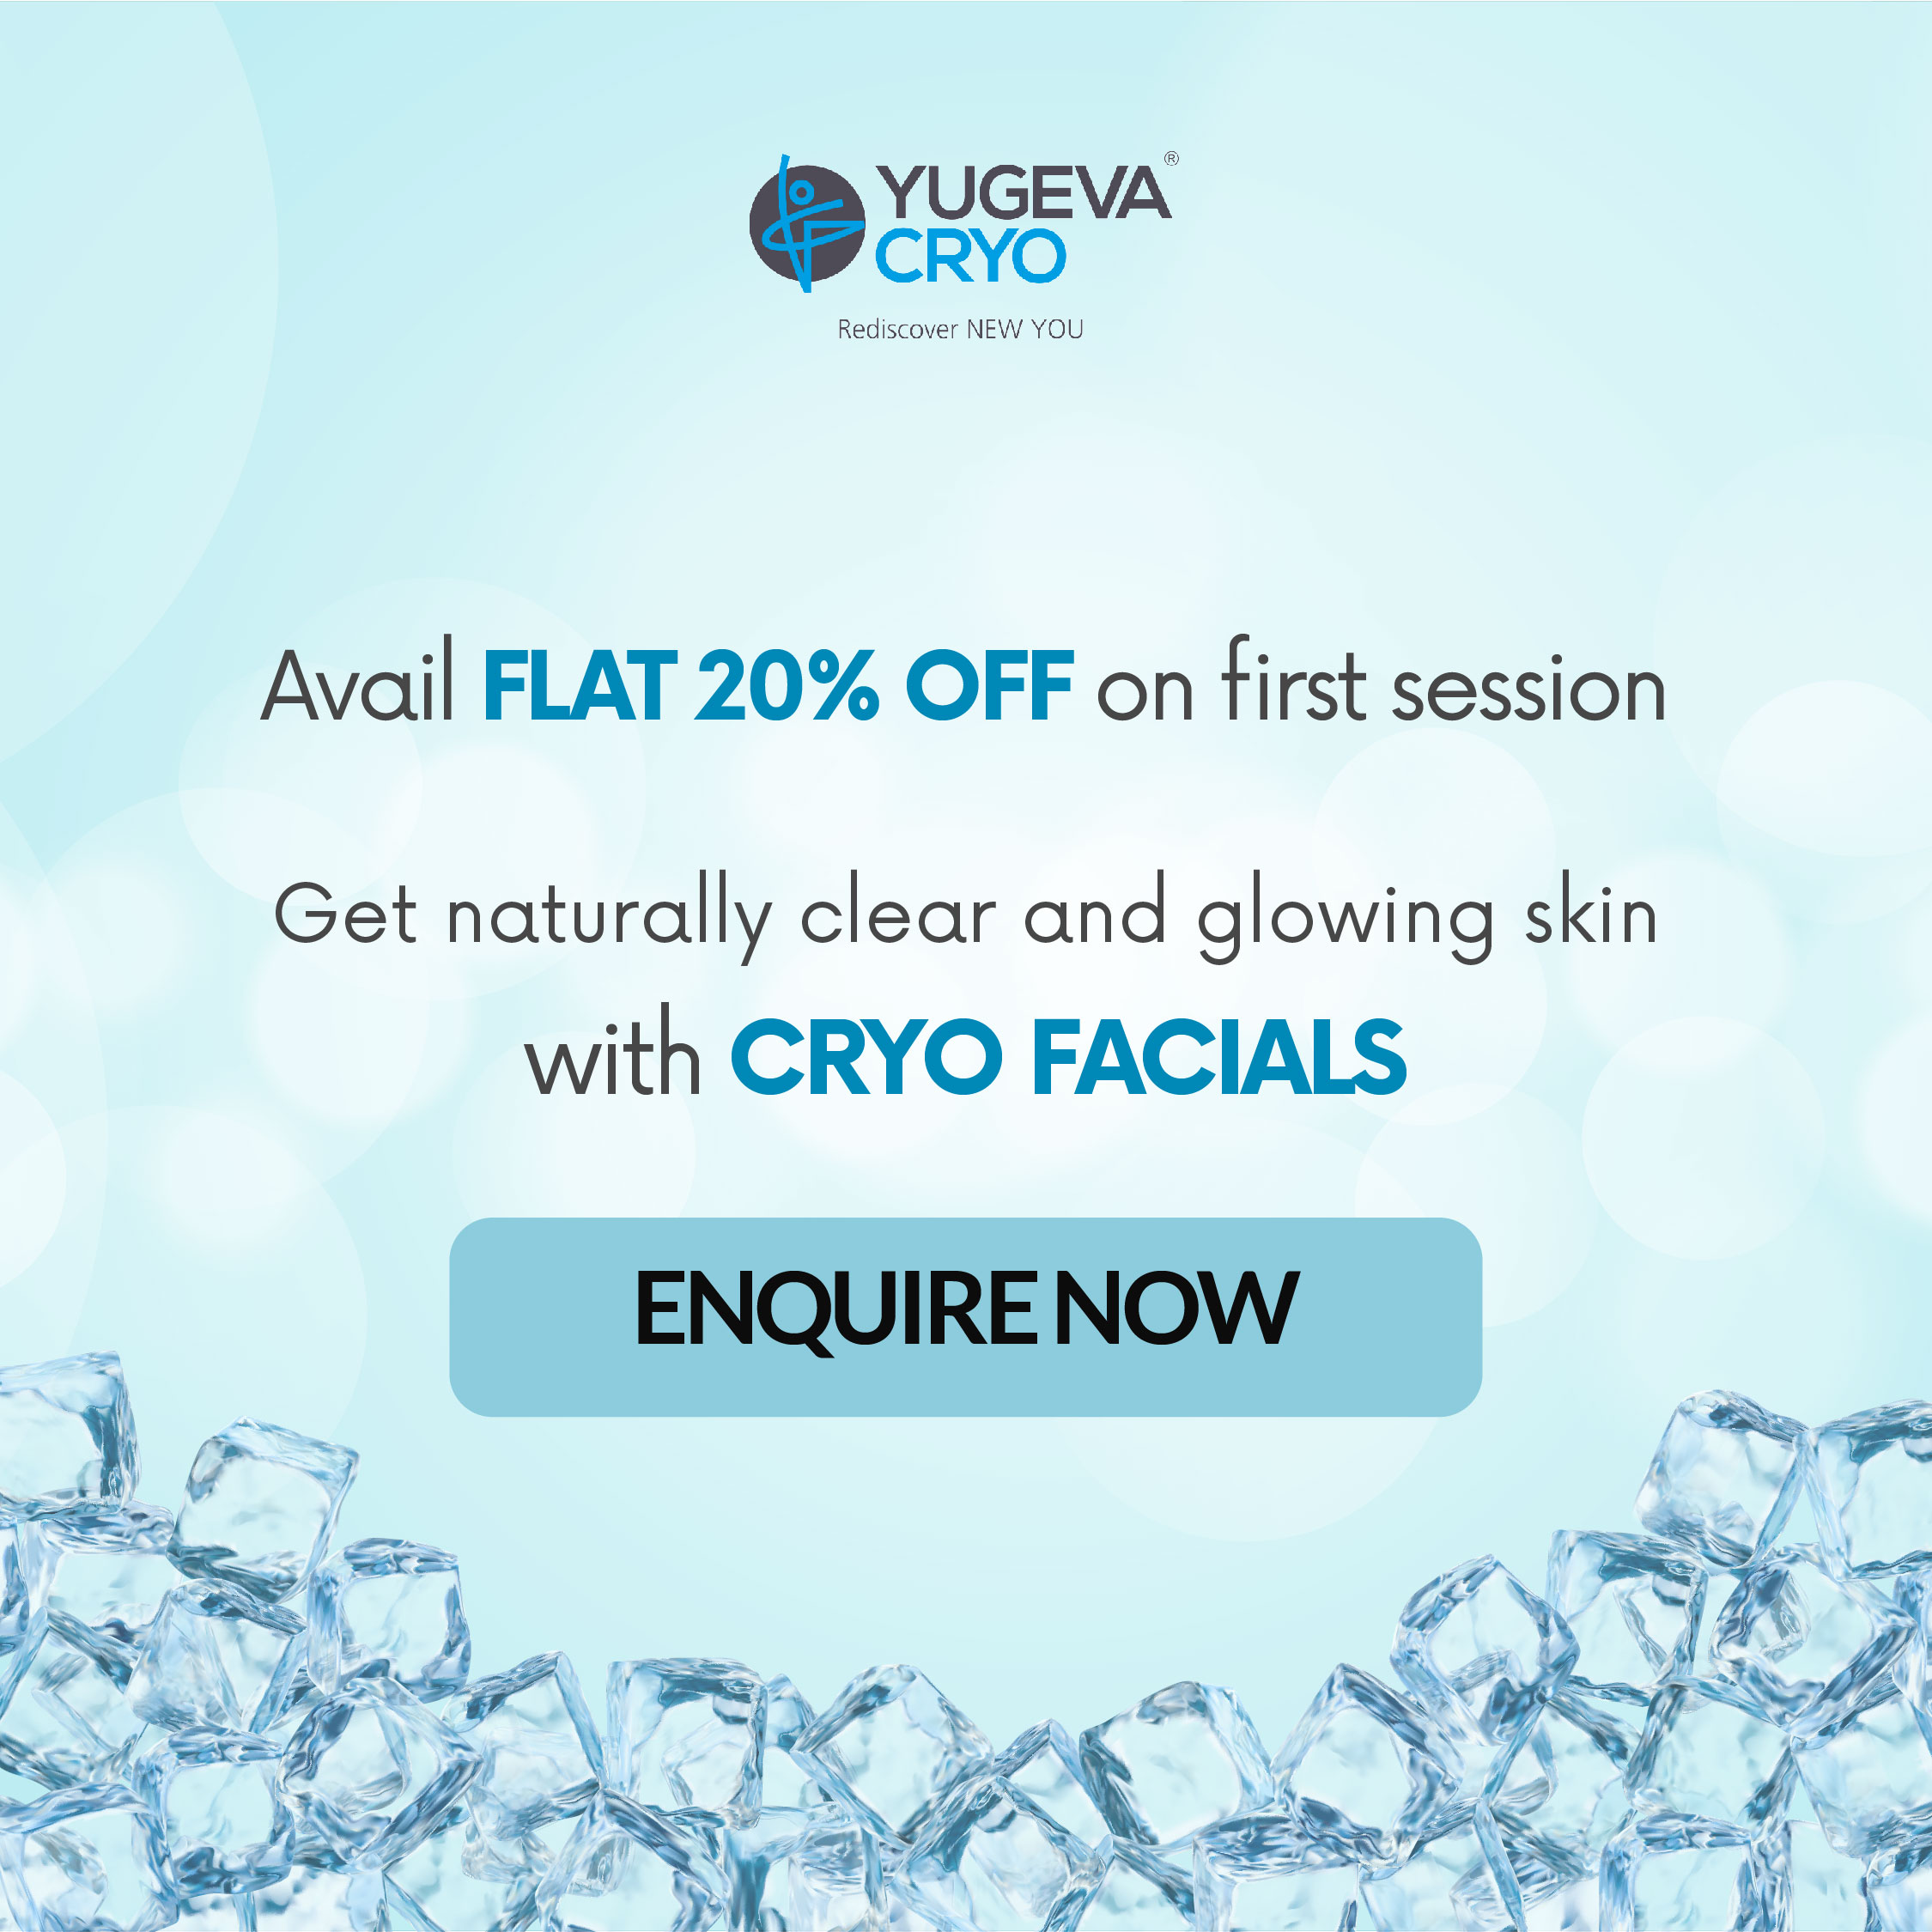 YUGEVA®
CRYO
Rediscover NEW YOU
Avail FLAT 20% OFF on first session
Get naturally clear and glowing skin
with CRYO FACIALS
ENQUIRE NOW